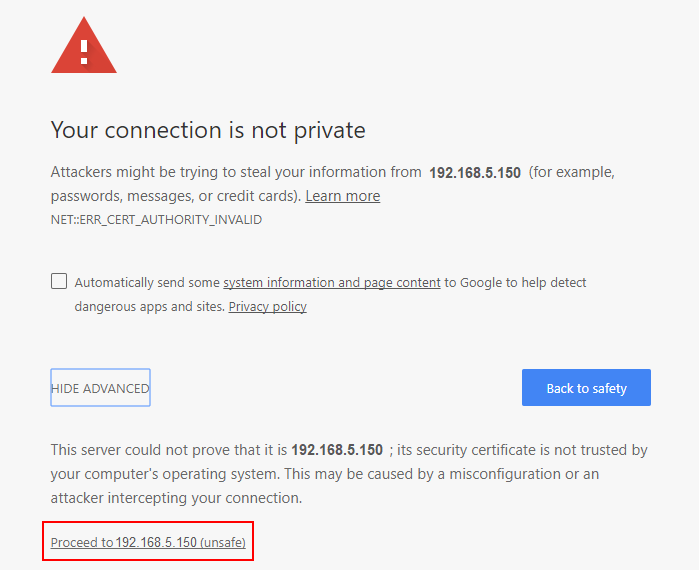 Your connection is not private
Attackers might be trying to steal your information from 192.168.5.150 (for example,
passwords, messages, or credit cards). Learn more
NET::ERR_CERT_AUTHORITY_INVALID
Automatically send some system information and page content to Google to help detect
dangerous apps and sites. Privacy policy
HIDE ADVANCED
Back to safety
This server could not prove that it is 192.168.5.150 ; its security certificate is not trusted by
your computer's operating system. This may be caused by a misconfiguration or an
attacker intercepting your connection.
Proceed to 192.168.5.150 (unsafe)